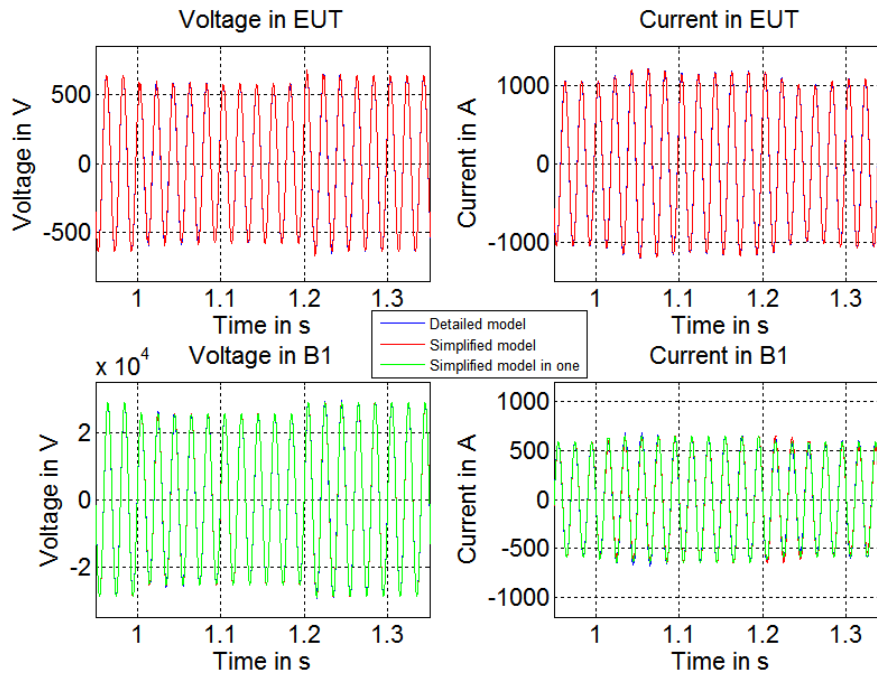 Voltage in EUT
Current in EUT
Voltage in V
500
0
-500
1
1.1
1.2
1.3
Time in s
Current in A
1000
0
-1000
1
1.1
1.2
1.3
Time in s
Detailed model
Simplified model
Simplified model in one
x 10^4
Voltage in B1
Current in B1
Voltage in V
2
0
-2
1
1.1
1.2
1.3
Time in s
Current in A
1000
500
0
-500
-1000
1
1.1
1.2
1.3
Time in s